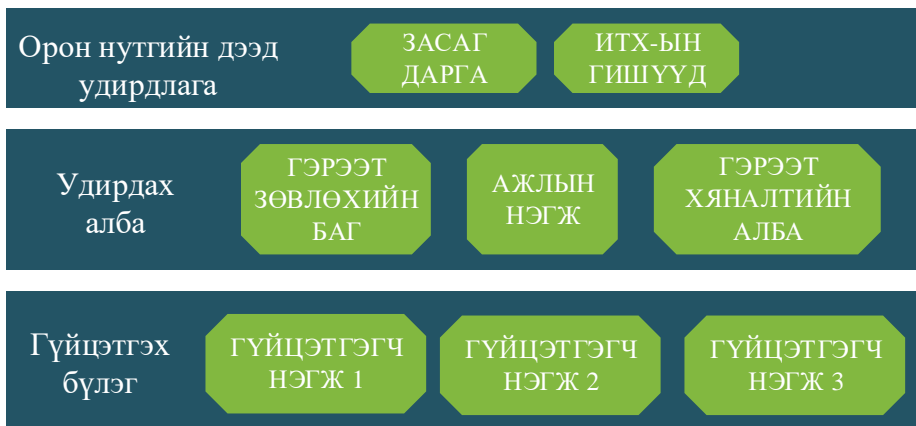 Орон нутгийн дээд
удирдлага
ЗАСАГ
ДАРГА
ИТХ-ЫН
ГИШҮҮД
Удирдах
алба
ГЭРЭЭТ
ЗӨВЛӨХИЙН
БАГ
АЖЛЫН
НЭГЖ
ГЭРЭЭТ
ХЯНАЛТИЙН
АЛБА
Гүйцэтгэх
бүлэг
ГҮЙЦЭТГЭГЧ
НЭГЖ 1
ГҮЙЦЭТГЭГЧ
НЭГЖ 2
ГҮЙЦЭТГЭГЧ
НЭГЖ 3